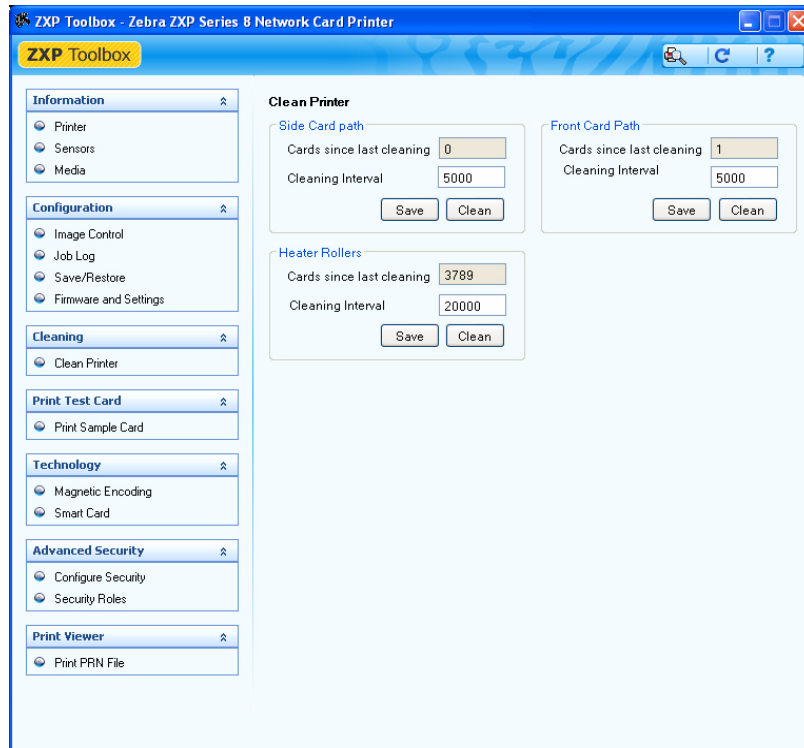 ZXP Toolbox - Zebra ZXP Series 8 Network Card Printer
ZXP Toolbox
?
Information
Printer
Sensors
Media
Configuration
Image Control
Job Log
Save/Restore
Firmware and Settings
Cleaning
Clean Printer
Print Test Card
Print Sample Card
Technology
Magnetic Encoding
Smart Card
Advanced Security
Configure Security
Security Roles
Print Viewer
Print PRN File
Clean Printer
Side Card path
Cards since last cleaning 0
Cleaning Interval 5000
Save Clean
Front Card Path
Cards since last cleaning 1
Cleaning Interval 5000
Save Clean
Heater Rollers
Cards since last cleaning 3789
Cleaning Interval 20000
Save Clean